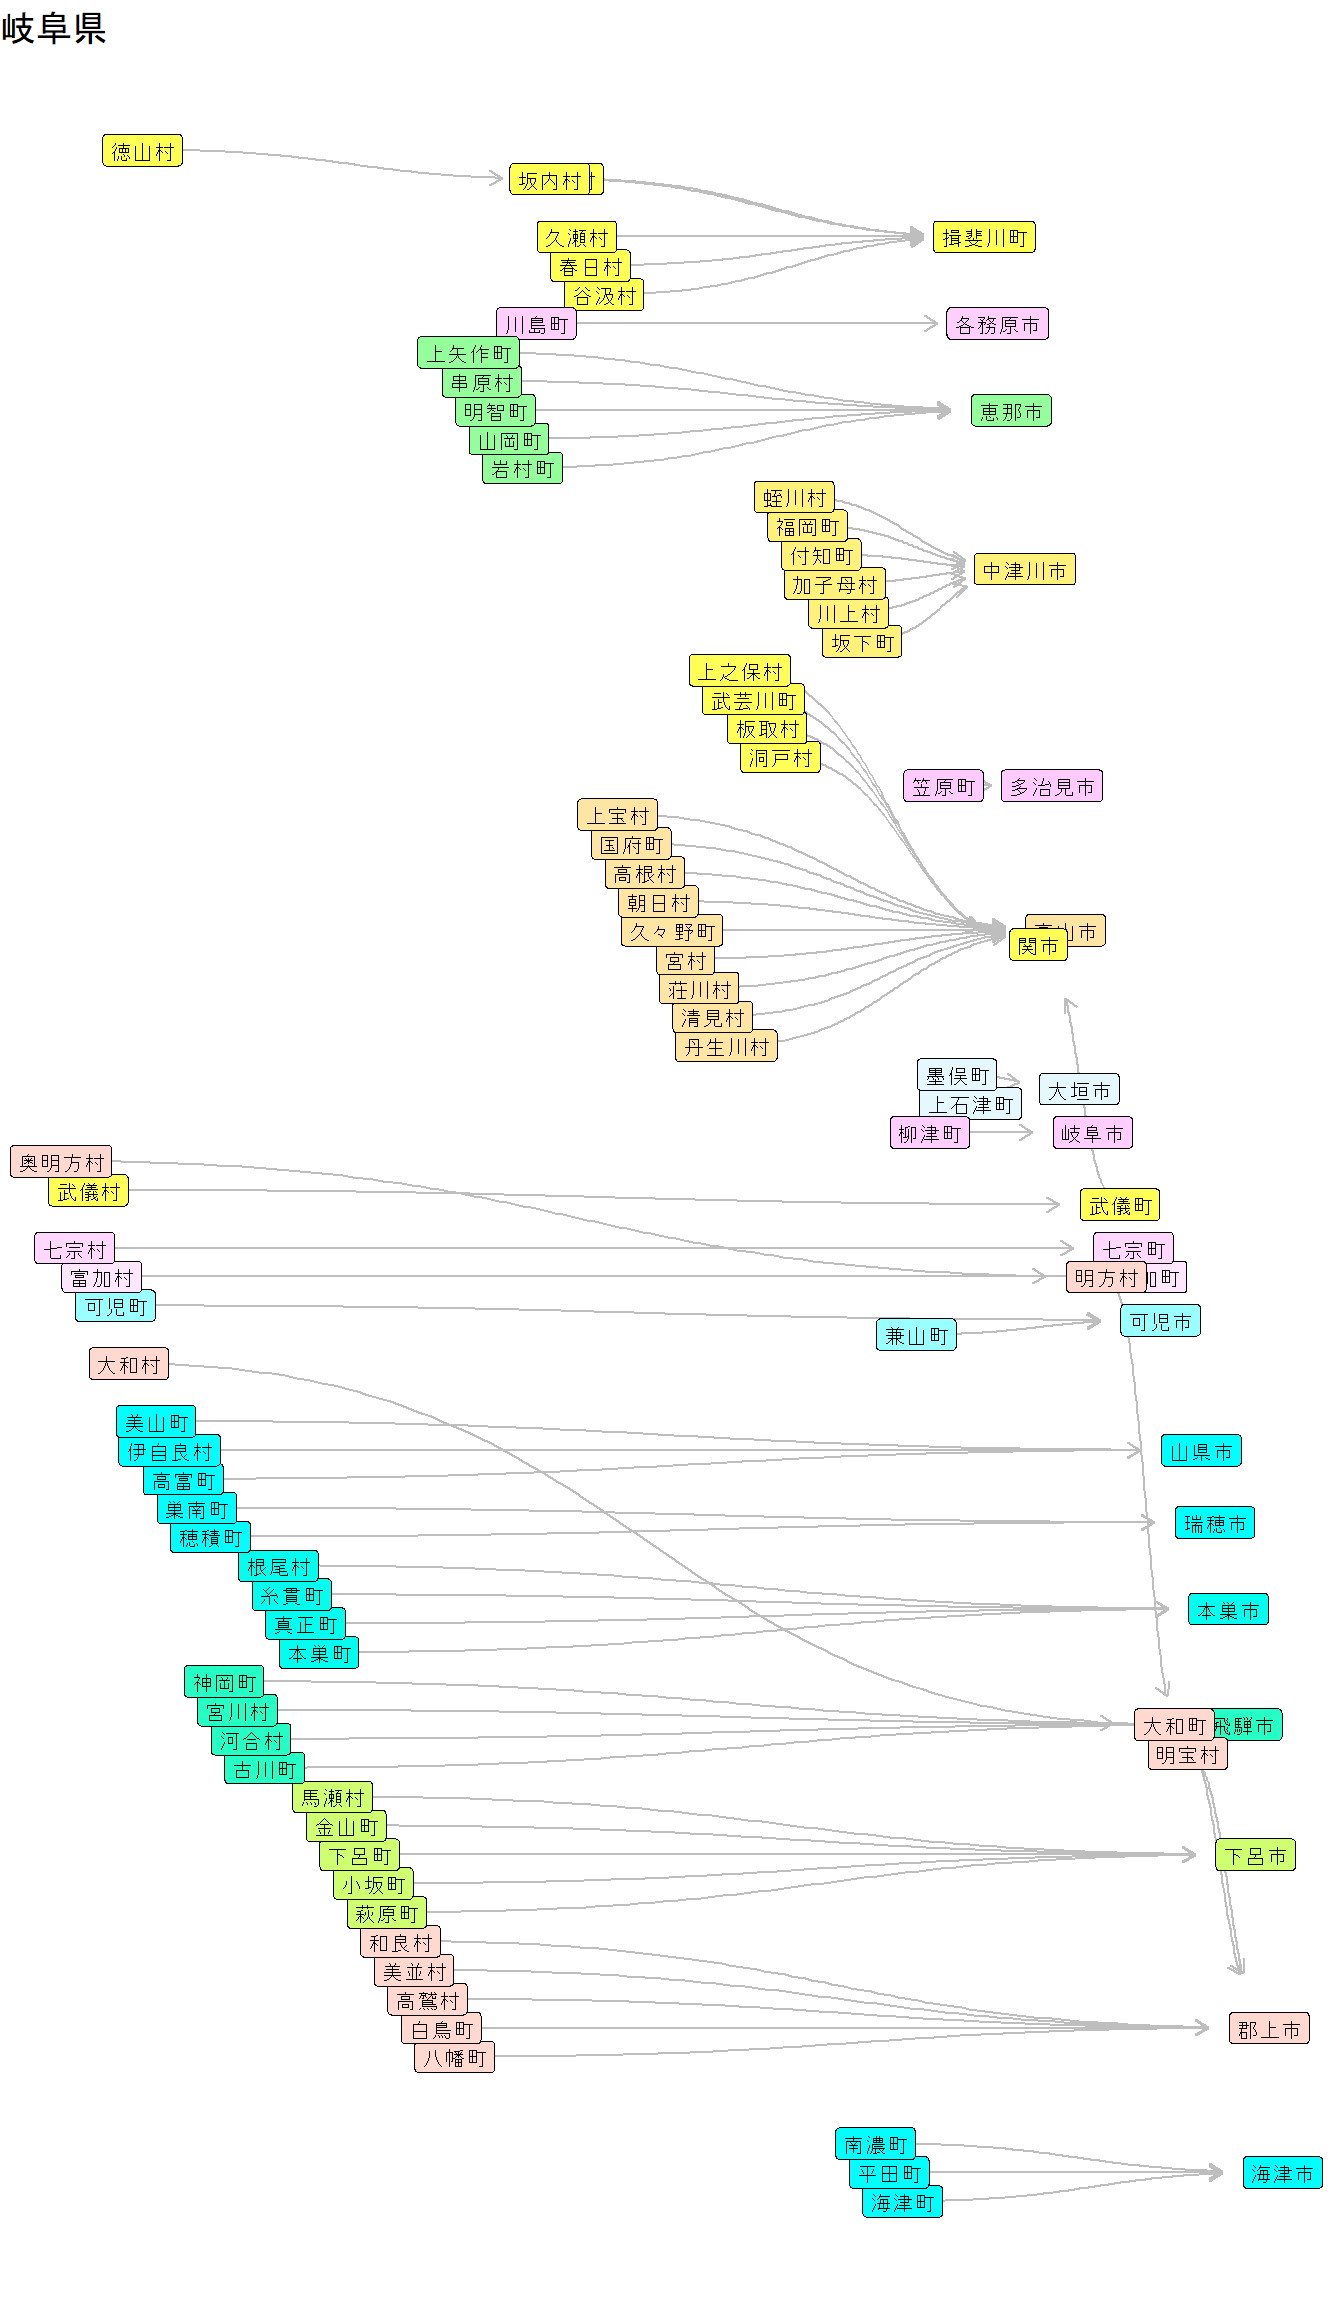 岐阜県
徳山村
坂内村
揖斐川町
久瀬村
春日村
谷汲村
川島町
各務原市
上矢作町
串原村
明智町
恵那市
山岡町
岩村町
蛭川村
福岡町
付知町
中津川市
加子母村
川上村
坂下町
上之保村
武芸川町
板取村
洞戸村
笠原町
多治見市
上宝村
国府町
高根村
朝日村
久々野町
山市
関市
宮村
荘川村
清見村
丹生川村
墨俣町
大垣市
上石津町
柳津町
岐阜市
奥明方村
武儀村
武儀町
七宗村
七宗町
富加村
明方村
加町
可児町
可児市
兼山町
大和村
美山町
伊自良村
山県市
高富町
巣南町
瑞穂市
穂積町
根尾村
糸貫町
本巣市
真正町
本巣町
神岡町
宮川村
大和町
飛騨市
河合村
明宝村
古川町
馬瀬村
金山町
下呂町
下呂市
小坂町
萩原町
和良村
美並村
高鷲村
白鳥町
郡上市
八幡町
南濃町
平田町
海津市
海津町